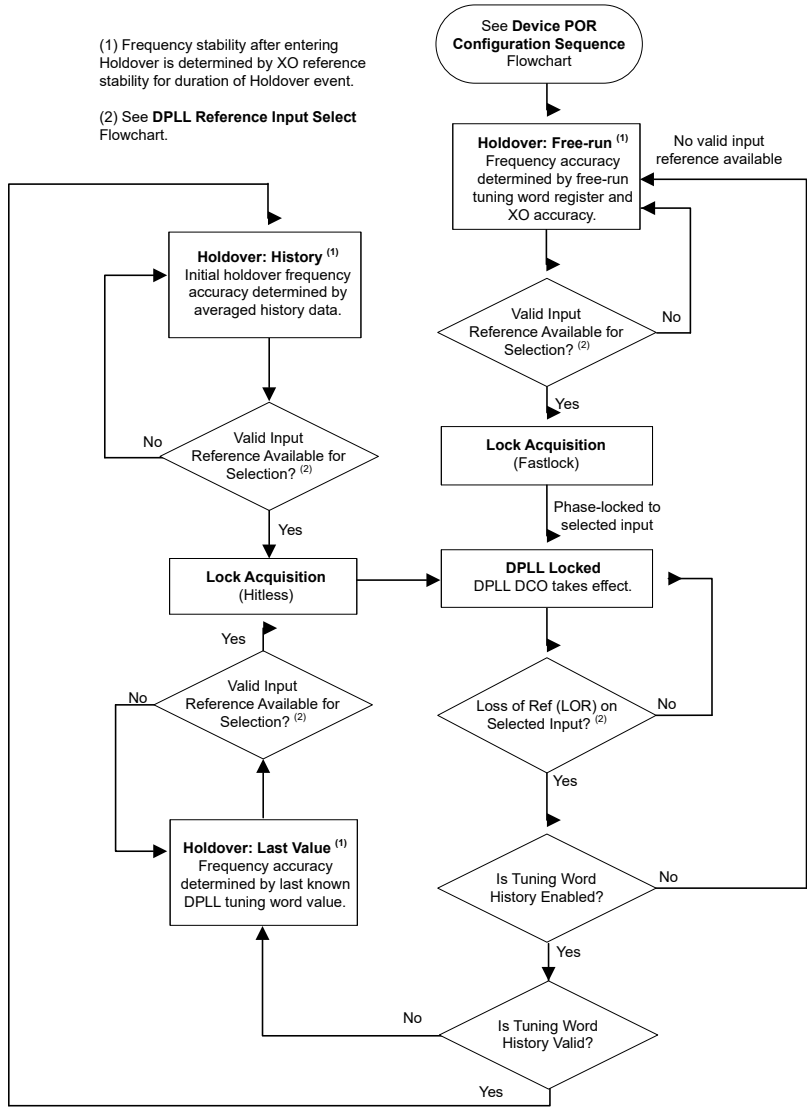 (1) Frequency stability after entering
Holdover is determined by XO reference
stability for duration of Holdover event.
(2) See DPLL Reference Input Select
Flowchart.
See Device POR
Configuration Sequence
Flowchart
Holdover: Free-run (1)
Frequency accuracy
determined by free-run
tuning word register and
XO accuracy.
No valid input
reference available
Valid Input
Reference Available for
Selection? (2)
No
Yes
Lock Acquisition
(Fastlock)
Phase-locked to
selected input
Holdover: History (1)
Initial holdover frequency
accuracy determined by
averaged history data.
Valid Input
Reference Available for
Selection? (2)
No
Yes
Lock Acquisition
(Hitless)
DPLL Locked
DPLL DCO takes effect.
Yes
Valid Input
Reference Available for
Selection? (2)
No
Loss of Ref (LOR) on
Selected Input? (2)
No
Yes
Holdover: Last Value (1)
Frequency accuracy
determined by last known
DPLL tuning word value.
Is Tuning Word
History Enabled?
No
Yes
Is Tuning Word
History Valid?
No
Yes